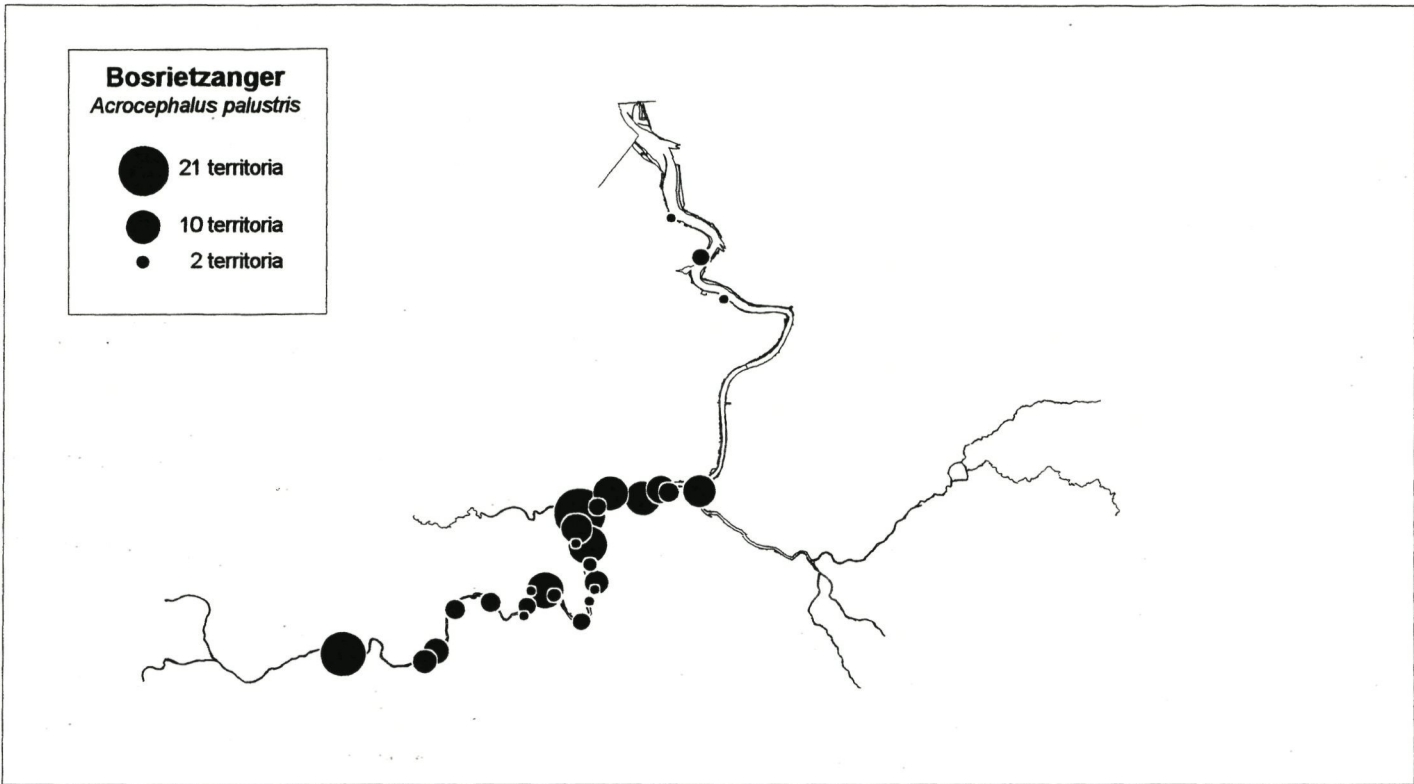 Bosrietzanger
Acrocephalus palustris
21 territoria
10 territoria
2 territoria